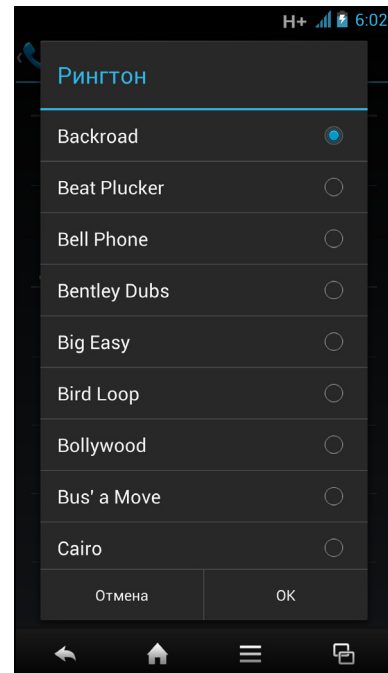 H+ 6:02
Рингтон
Backroad
Beat Plucker
Bell Phone
Bentley Dubs
Big Easy
Bird Loop
Bollywood
Bus' a Move
Cairo
Отмена OK